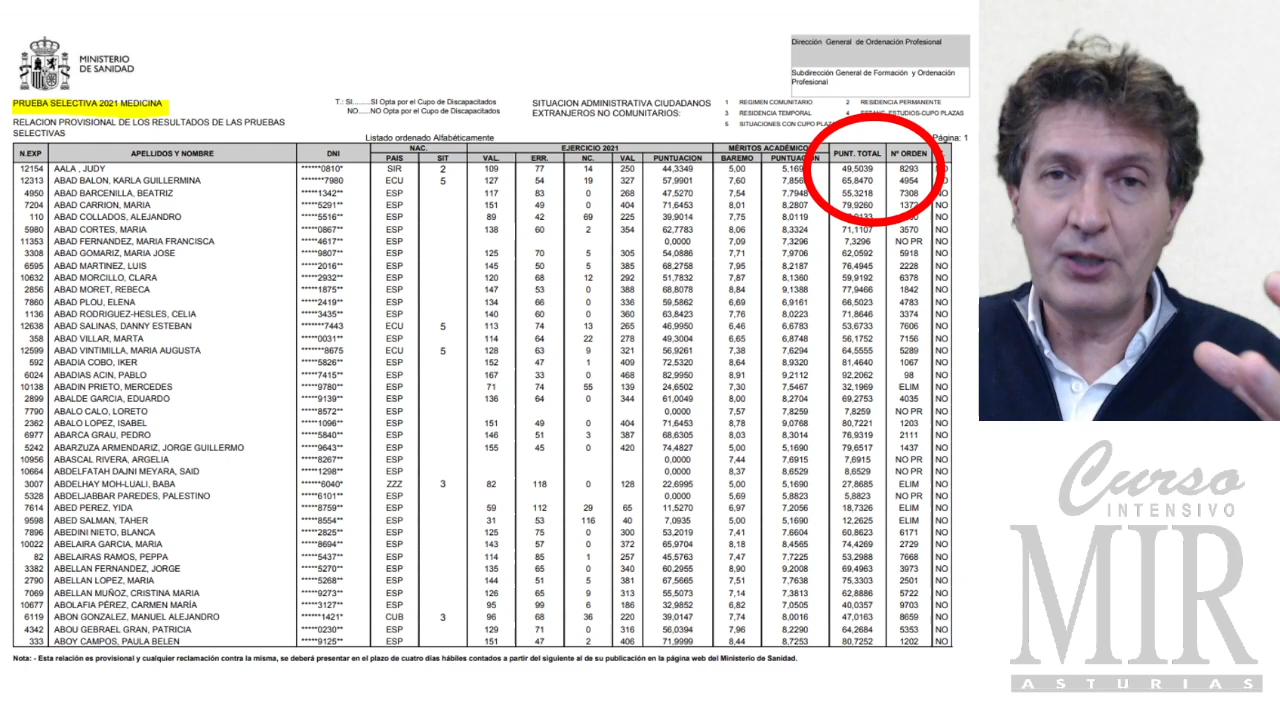 MINISTERIO
DE SANIDAD
Dirección General de Ordenación Profesional
Subdirección General de Formación y Ordenación
Profesional
PRUEBA SELECTIVA 2021 MEDICINA
RELACION PROVISIONAL DE LOS RESULTADOS DE LAS PRUEBAS
SELECTIVAS
T.: SI.........SI Opta por el Cupo de Discapacitados
NO......NO Opta por el Cupo de Discapacitados
SITUACION ADMINISTRATIVA CIUDADANOS
EXTRANJEROS NO COMUNITARIOS:
1 REGIMEN COMUNITARIO 2 RESIDENCIA PERMANENTE
3 RESIDENCIA TEMPORAL 4 ESTUDIOS-CUPO PLAZAS
5 SITUACIONES CON CUPO
Listado ordenado Alfabéticamente
Página: 1
NAC. EJERCICIO 2021 MÉRITOS ACADÉMICO
N.EXP APELLIDOS Y NOMBRE DNI PAIS SIT VAL. ERR. NC. VAL PUNTUACION BAREMO PUNTUACION PUNT. TOTAL Nº ORDEN
12154 AALA , JUDY ******0810* SIR 2 109 77 14 250 44,3349 5,00 5,1690 49,5039 8293
12313 ABAD BALON, KARLA GUILLERMINA *******7980 ECU 5 127 54 19 327 57,9901 7,60 7,856 65,8470 4954 NO
4950 ABAD BARCENILLA, BEATRIZ *****1342** ESP 117 83 0 268 47,5270 7,54 7,7948 55,3218 7308 NO
7204 ABAD CARRION, MARIA *****5291** ESP 151 49 0 404 71,6453 8,01 8,2807 79,9260 1372 NO
110 ABAD COLLADOS, ALEJANDRO *****5516** ESP 89 42 69 225 39,9014 7,75 8,0119 NO
5980 ABAD CORTES, MARIA *****0867** ESP 138 60 2 354 62,7783 8,06 8,3324 71,1107 3570 NO
11353 ABAD FERNANDEZ, MARIA FRANCISCA *****4617** ESP 0,0000 7,09 7,3296 7,3296 NO PR NO
3308 ABAD GOMARIZ, MARIA JOSE *****9807** ESP 125 70 5 305 54,0886 7,71 7,9706 62,0592 5918 NO
6595 ABAD MARTINEZ, LUIS *****2016** ESP 145 50 5 385 68,2758 7,95 8,2187 76,4945 2228 NO
10632 ABAD MORCILLO, CLARA *****2932** ESP 120 68 12 292 51,7832 7,87 8,1360 59,9192 6378 NO
2856 ABAD MORET, REBECA *****1875** ESP 147 53 0 388 68,8078 8,84 9,1388 77,9466 1842 NO
7860 ABAD PLOU, ELENA *****2419** ESP 134 66 0 336 59,5862 6,69 6,9161 66,5023 4783 NO
1136 ABAD RODRIGUEZ-HESLES, CELIA *****3435** ESP 140 60 0 360 63,8423 7,76 8,0223 71,8646 3374 NO
12638 ABAD SALINAS, DANNY ESTEBAN *******7443 ECU 5 113 74 13 265 46,9950 6,46 6,6783 53,6733 7606 NO
358 ABAD VILLAR, MARTA *****0031** ESP 114 64 22 278 49,3004 6,65 6,8748 56,1752 7156 NO
12599 ABAD VINTIMILLA, MARIA AUGUSTA *******8675 ECU 5 128 63 9 321 56,9261 7,38 7,6294 64,5555 5289 NO
592 ABADIA COBO, IKER *****5826** ESP 152 47 1 409 72,5320 8,64 8,9320 81,4640 1067 NO
6024 ABADIAS ACIN, PABLO *****7415** ESP 167 33 0 468 82,9950 8,91 9,2112 92,2062 98 NO
10138 ABADIN PRIETO, MERCEDES *****9780** ESP 71 74 55 139 24,6502 7,30 7,5467 32,1969 ELIM NO
2899 ABALDE GARCIA, EDUARDO *****9139** ESP 136 64 0 344 61,0049 8,00 8,2704 69,2753 4035 NO
7790 ABALO CALO, LORETO *****8572** ESP 0,0000 7,57 7,8259 7,8259 NO PR NO
2362 ABALO LOPEZ, ISABEL *****1096** ESP 151 49 0 404 71,6453 8,78 9,0768 80,7221 1203 NO
6977 ABARCA GRAU, PEDRO *****5840** ESP 146 51 3 387 68,6305 8,03 8,3014 76,9319 2111 NO
5242 ABARZUZA ARMENDARIZ, JORGE GUILLERMO *****9643** ESP 155 45 0 420 74,4827 5,00 5,1690 79,6517 1437 NO
10956 ABASCAL RIVERA, ARGELIA *****8267** ESP 0,0000 7,44 7,6915 7,6915 NO PR NO
10664 ABDELFATAH DAJNI MEYARA, SAID *****1298** ESP 0,0000 8,37 8,6529 8,6529 NO PR NO
3007 ABDELHAY MOH-LUALI, BABA ******6040* ZZZ 3 82 118 0 128 22,6995 5,00 5,1690 27,8685 ELIM NO
5328 ABDELJABBAR PAREDES, PALESTINO *****6101** ESP 0,0000 5,69 5,8823 5,8823 NO PR NO
7614 ABED PEREZ, YIDA *****8759** ESP 59 112 29 65 11,5270 6,97 7,2056 18,7326 ELIM NO
9598 ABED SALMAN, TAHER *****8554** ESP 31 53 116 40 7,0935 5,00 5,1690 12,2625 ELIM NO
7896 ABEDINI NIETO, BLANCA *****2825** ESP 125 75 0 300 53,2019 7,41 7,6604 60,8623 6171 NO
10022 ABELAIRA GARCIA, MARIA *****8694** ESP 143 57 0 372 65,9704 8,18 8,4565 74,4269 2729 NO
82 ABELAIRAS RAMOS, PEPPA *****5437** ESP 114 85 1 257 45,5763 7,47 7,7225 53,2988 7668 NO
3382 ABELLAN FERNANDEZ, JORGE *****5270** ESP 135 65 0 340 60,2955 8,90 9,2008 69,4963 3973 NO
2790 ABELLAN LOPEZ, MARIA *****5268** ESP 144 51 5 381 67,5665 7,51 7,7638 75,3303 2501 NO
7069 ABELLAN MUÑOZ, CRISTINA MARIA *****9273** ESP 126 65 9 313 55,5073 7,14 7,3813 62,8886 5722 NO
10677 ABOLAFIA PÉREZ, CARMEN MARÍA *****3127** ESP 95 99 6 186 32,9852 6,82 7,0505 40,0357 9703 NO
6119 ABON GONZALEZ, MANUEL ALEJANDRO ******1421* CUB 3 96 68 36 220 39,0147 7,74 8,0016 47,0163 8659 NO
4342 ABOU GEBRAEL GRAN, PATRICIA *****0230** ESP 129 71 0 316 56,0394 7,96 8,2290 64,2684 5353 NO
333 ABOY CAMPOS, PAULA BELEN *****9125** ESP 151 47 2 406 71,9999 8,44 8,7253 80,7252 1202 NO
Nota: - Esta relación es provisional y cualquier reclamación contra la misma, se deberá presentar en el plazo de cuatro días hábiles contados a partir del siguiente al de su publicación en la página web del Ministerio de Sanidad.
Curso
INTENSIVO
MIR
ASTURIAS